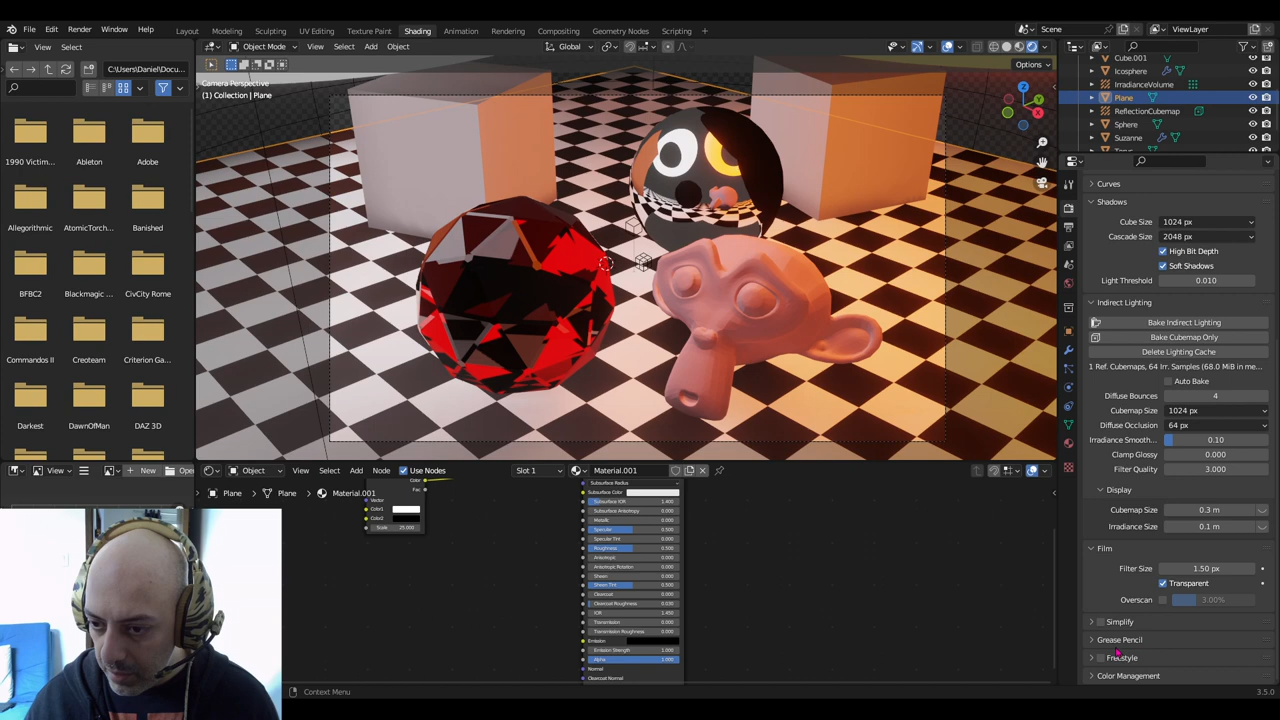 File Edit Render Window Help
Layout Modeling Sculpting UV Editing Texture Paint Shading Animation Rendering Compositing Geometry Nodes Scripting
Scene
ViewLayer
View Select
Object Mode View Select Add Object Global
C:\Users\Daniel\Docu...
Options
Camera Perspective
(1) Collection | Plane
X
Y
Z
1990 Victim... Ableton Adobe
Allegorithmic AtomicTorch... Banished
BFBC2 Blackmagic ... CivCity Rome
Commandos II Createam Criterion Ga...
Darkest DawnOfMan DAZ 3D
Cube.001
Icosphere
IrradianceVolume
Plane
ReflectionCubemap
Sphere
Suzanne
Curves
Shadows
Cube Size 1024 px
Cascade Size 2048 px
High Bit Depth
Soft Shadows
Light Threshold 0.010
Indirect Lighting
Bake Indirect Lighting
Bake Cubemap Only
Delete Lighting Cache
1 Ref. Cubemaps, 64 Irr. Samples (68.0 MiB in me...
Auto Bake
Diffuse Bounces 4
Cubemap Size 1024 px
Diffuse Occlusion 64 px
Irradiance Smooth... 0.10
Clamp Glossy 0.000
Filter Quality 3.000
Display
Cubemap Size 0.3 m
Irradiance Size 0.1 m
Film
Filter Size 1.50 px
Transparent
Overscan 3.00%
Simplify
Grease Pencil
Freestyle
Color Management
View New Open
Object View Select Add Node Use Nodes Slot 1 Material.001
Plane > Plane > Material.001
Color
Fac
Vector
Color1
Color2
Scale 25.000
Subsurface Radius
Subsurface Color
Subsurface IOR 1.400
Subsurface Anisotropy 0.000
Metallic 0.000
Specular 0.500
Specular Tint 0.000
Roughness 0.500
Anisotropic 0.000
Anisotropic Rotation 0.000
Sheen 0.000
Sheen Tint 0.500
Clearcoat 0.000
Clearcoat Roughness 0.030
IOR 1.450
Transmission 0.000
Transmission Roughness 0.000
Emission
Emission Strength 1.000
Alpha 1.000
Normal
Clearcoat Normal
Context Menu
3.5.0